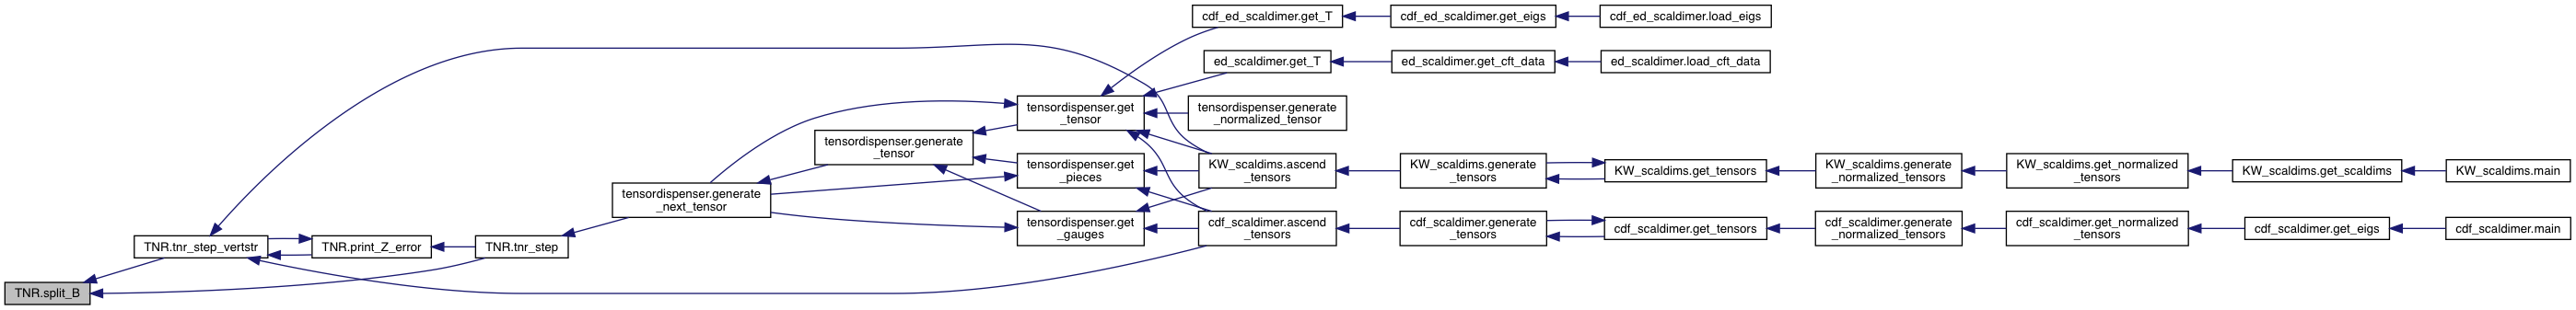 cdf_ed_scaldimer.get_T
cdf_ed_scaldimer.get_eigs
cdf_ed_scaldimer.load_eigs
ed_scaldimer.get_T
ed_scaldimer.get_cft_data
ed_scaldimer.load_cft_data
tensordispenser.get
_tensor
tensordispenser.generate
_normalized_tensor
tensordispenser.generate
_tensor
tensordispenser.get
_pieces
KW_scaldims.ascend
_tensors
KW_scaldims.generate
_tensors
KW_scaldims.get_tensors
KW_scaldims.generate
_normalized_tensors
KW_scaldims.get_normalized
_tensors
KW_scaldims.get_scaldims
KW_scaldims.main
tensordispenser.generate
_next_tensor
tensordispenser.get
_gauges
cdf_scaldimer.ascend
_tensors
cdf_scaldimer.generate
_tensors
cdf_scaldimer.get_tensors
cdf_scaldimer.generate
_normalized_tensors
cdf_scaldimer.get_normalized
_tensors
cdf_scaldimer.get_eigs
cdf_scaldimer.main
TNR.tnr_step_vertstr
TNR.print_Z_error
TNR.tnr_step
TNR.split_B